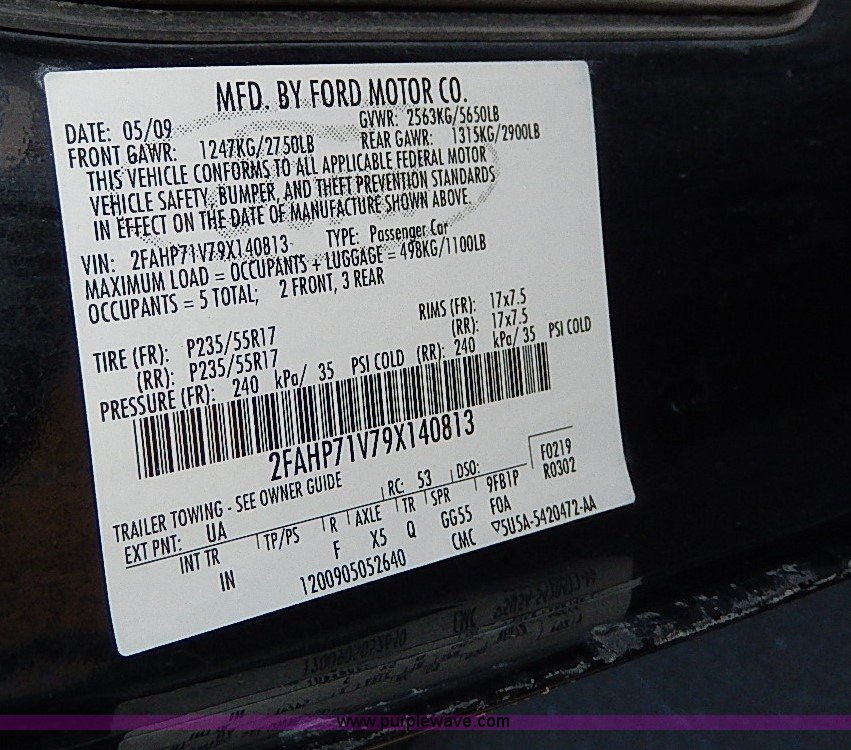 MFD. BY FORD MOTOR CO.
DATE: 05/09 GVWR: 2563KG/5650LB
FRONT GAWR: 1247KG/2750LB REAR GAWR: 1315KG/2900LB
THIS VEHICLE CONFORMS TO ALL APPLICABLE FEDERAL MOTOR
VEHICLE SAFETY, BUMPER, AND THEFT PREVENTION STANDARDS
IN EFFECT ON THE DATE OF MANUFACTURE SHOWN ABOVE.
VIN: 2FAHP71V79X140813 TYPE: Passenger Car
MAXIMUM LOAD = OCCUPANTS + LUGGAGE = 498KG/1100LB
OCCUPANTS = 5 TOTAL; 2 FRONT, 3 REAR
TIRE (FR): P235/55R17 RIMS (FR): 17x7.5
(RR): P235/55R17 (RR): 17x7.5
PRESSURE (FR): 240 kPa/ 35 PSI COLD (RR): 240 kPa/ 35 PSI COLD
2FAHP71V79X140813
TRAILER TOWING - SEE OWNER GUIDE
EXT PNT: UA RC: 53 DSO: 9FB1P F0219
INT TR TP/PS R AXLE TR SPR F0A R0302
IN F X5 Q GG55
1200905052640 CMC ▽5U5A-5420472-AA
www.purplewave.com